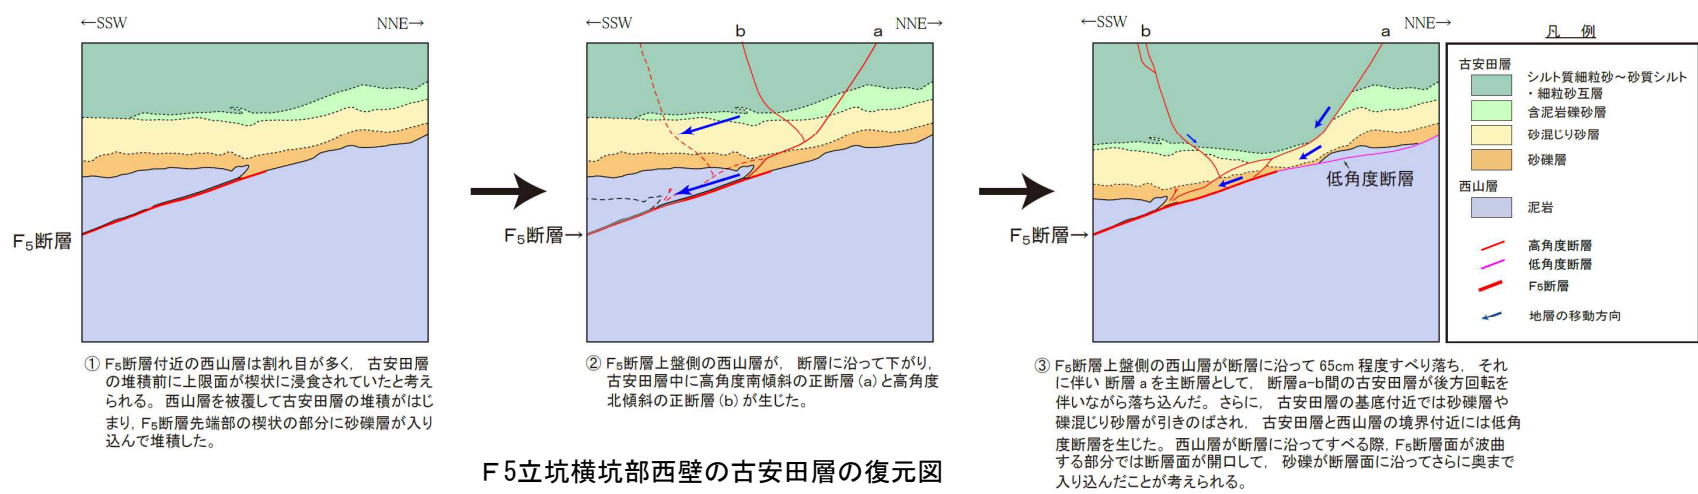 ←SSW NNE→
F5断層
① F5断層付近の西山層は割れ目が多く, 古安田層
の堆積前に上限面が楔状に浸食されていたと考え
られる。西山層を被覆して古安田層の堆積がはじ
まり, F5断層先端部の楔状の部分に砂礫層が入り
込んで堆積した。
←SSW NNE→
b a
F5断層→
② F5断層上盤側の西山層が, 断層に沿って下がり,
古安田層中に高角度南傾斜の正断層(a)と高角度
北傾斜の正断層(b)が生じた。
←SSW NNE→
b a
低角度断層
F5断層→
③ F5断層上盤側の西山層が断層に沿って 65cm 程度すべり落ち, それ
に伴い 断層 a を主断層として, 断層a-b間の古安田層が後方回転を
伴いながら落ち込んだ。さらに, 古安田層の基底付近では砂礫層や
礫混じり砂層が引きのばされ, 古安田層と西山層の境界付近には低角
度断層を生じた。西山層が断層に沿ってすべる際, F5断層面が波曲
する部分では断層面が開口して, 砂礫が断層面に沿ってさらに奥まで
入り込んだことが考えられる。
凡 例
古安田層
シルト質細粒砂～砂質シルト
・細粒砂互層
含泥岩礫砂層
砂混じり砂層
砂礫層
西山層
泥岩
高角度断層
低角度断層
F5断層
地層の移動方向
F5立坑横坑部西壁の古安田層の復元図